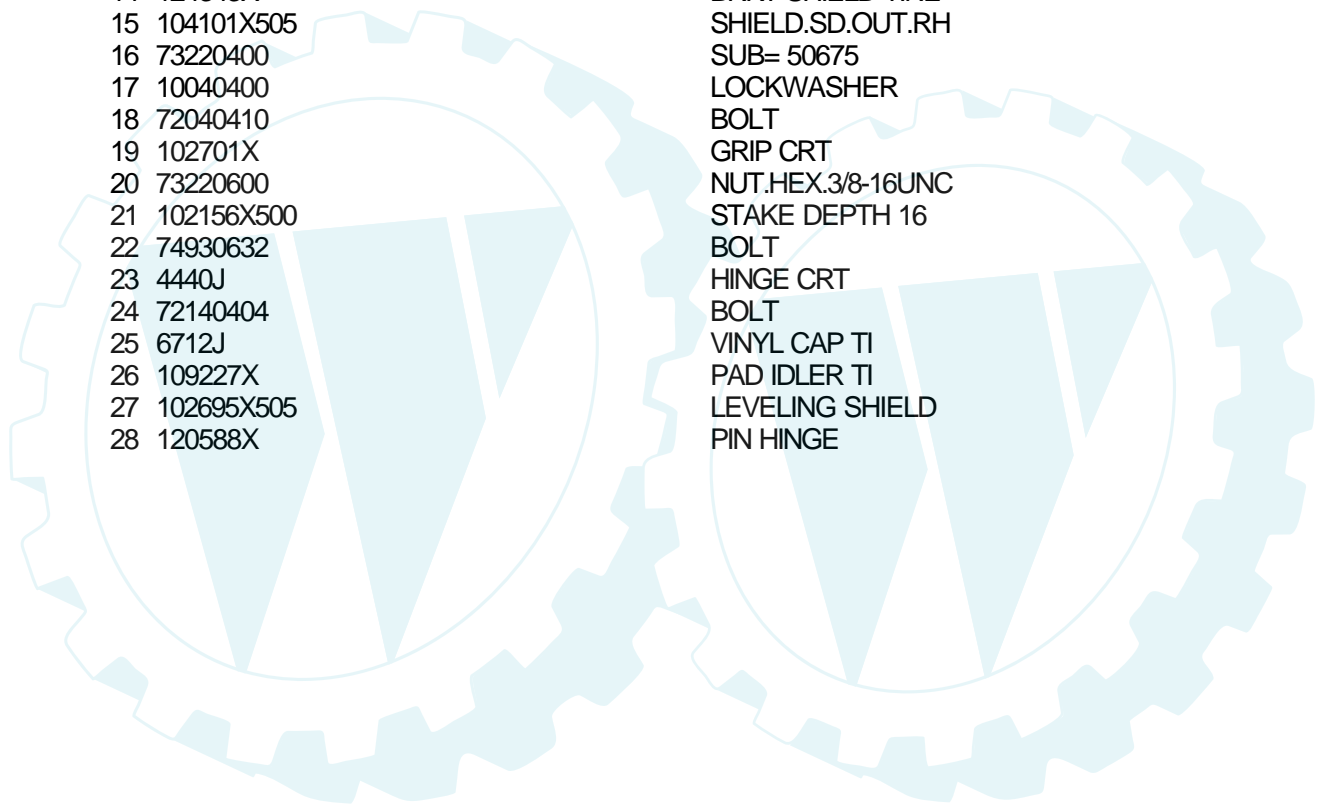 15 104101X505 SHIELD.SD.OUT.RH
16 73220400 SUB= 50675
17 10040400 LOCKWASHER
18 72040410 BOLT
19 102701X GRIP CRT
20 73220600 NUT.HEX.3/8-16UNC
21 102156X500 STAKE DEPTH 16
22 74930632 BOLT
23 4440J HINGE CRT
24 72140404 BOLT
25 6712J VINYL CAP TI
26 109227X PAD IDLER TI
27 102695X505 LEVELING SHIELD
28 120588X PIN HINGE